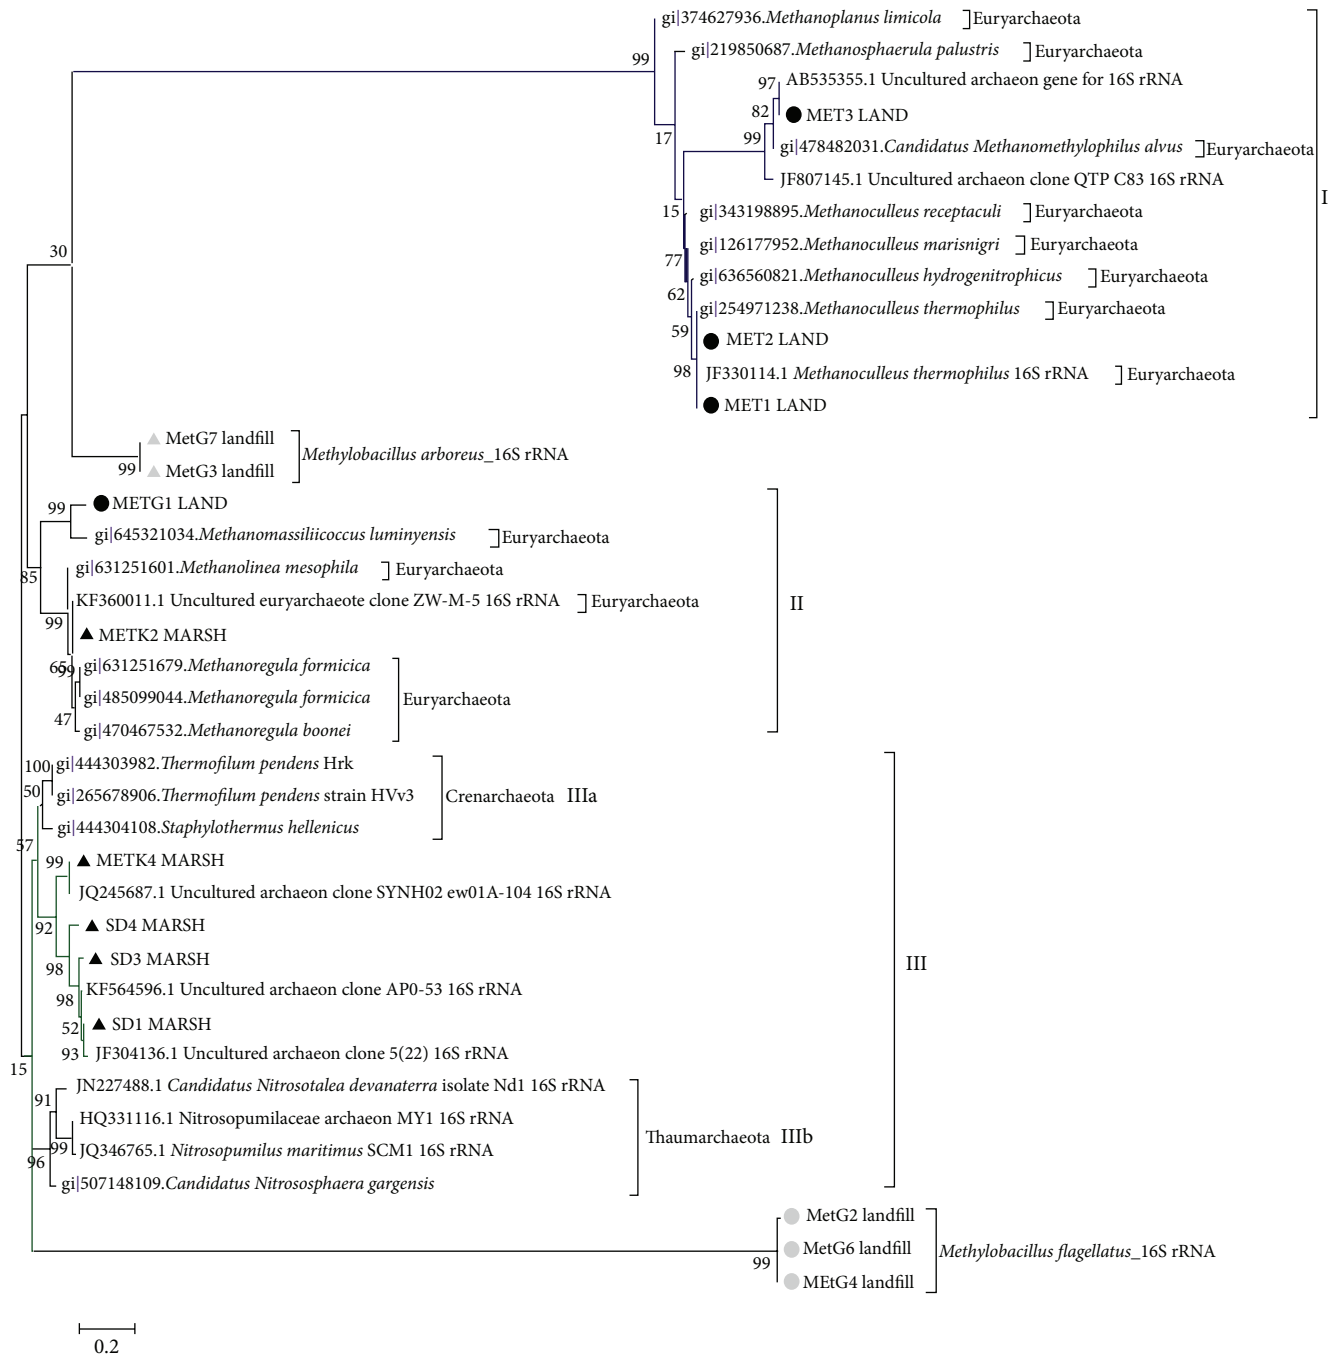 gi|374627936.Methanoplanus limicola Euryarchaeota
99
gi|219850687.Methanosphaerula palustris Euryarchaeota
AB535355.1 Uncultured archaeon gene for 16S rRNA
97
82
MET3 LAND
17
99
gi|478482031.Candidatus Methanomethylophilus alvus Euryarchaeota
JF807145.1 Uncultured archaeon clone QTP C83 16S rRNA
I
15
gi|343198895.Methanoculleus receptaculi Euryarchaeota
30
gi|126177952.Methanoculleus marisnigri Euryarchaeota
77
gi|636560821.Methanoculleus hydrogenitrophicus Euryarchaeota
62
gi|254971238.Methanoculleus thermophilus Euryarchaeota
59
MET2 LAND
98
JF330114.1 Methanoculleus thermophilus 16S rRNA Euryarchaeota
MET1 LAND
MetG7 landfill
Methylobacillus arboreus_16S rRNA
99
MetG3 landfill
99
METG1 LAND
gi|645321034.Methanomassiliicoccus luminyensis Euryarchaeota
85
gi|631251601.Methanolinea mesophila Euryarchaeota
KF360011.1 Uncultured euryarchaeote clone ZW-M-5 16S rRNA Euryarchaeota
II
99
METK2 MARSH
65
99
gi|631251679.Methanoregula formicica
gi|485099044.Methanoregula formicica
Euryarchaeota
47
gi|470467532.Methanoregula boonei
100
gi|444303982.Thermofilum pendens Hrk
50
gi|265678906.Thermofilum pendens strain HVv3
Crenarchaeota IIIa
gi|444304108.Staphylothermus hellenicus
57
99
METK4 MARSH
JQ245687.1 Uncultured archaeon clone SYNH02 ew01A-104 16S rRNA
92
SD4 MARSH
98
SD3 MARSH
III
98
KF564596.1 Uncultured archaeon clone AP0-53 16S rRNA
52
SD1 MARSH
93
JF304136.1 Uncultured archaeon clone 5(22) 16S rRNA
15
JN227488.1 Candidatus Nitrosotalea devanaterra isolate Nd1 16S rRNA
91
HQ331116.1 Nitrosopumilaceae archaeon MY1 16S rRNA
Thaumarchaeota IIIb
99
JQ346765.1 Nitrosopumilus maritimus SCM1 16S rRNA
96
gi|507148109.Candidatus Nitrososphaera gargensis
MetG2 landfill
99
MetG6 landfill
Methylobacillus flagellatus_16S rRNA
MEtG4 landfill
0.2